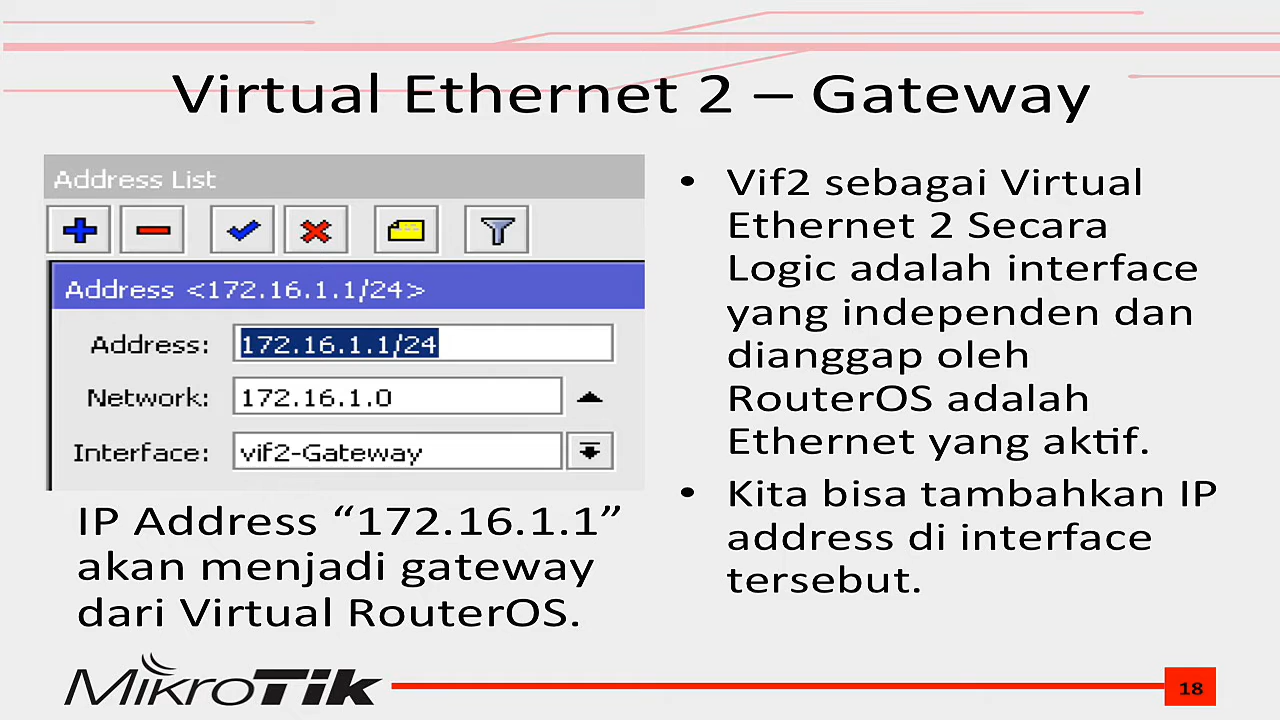 Virtual Ethernet 2 – Gateway
Address List
Address <172.16.1.1/24>
Address: 172.16.1.1/24
Network: 172.16.1.0
Interface: vif2-Gateway
IP Address “172.16.1.1”
akan menjadi gateway
dari Virtual RouterOS.
• Vif2 sebagai Virtual
Ethernet 2 Secara
Logic adalah interface
yang independen dan
dianggap oleh
RouterOS adalah
Ethernet yang aktif.
• Kita bisa tambahkan IP
address di interface
tersebut.
MikroTik
18